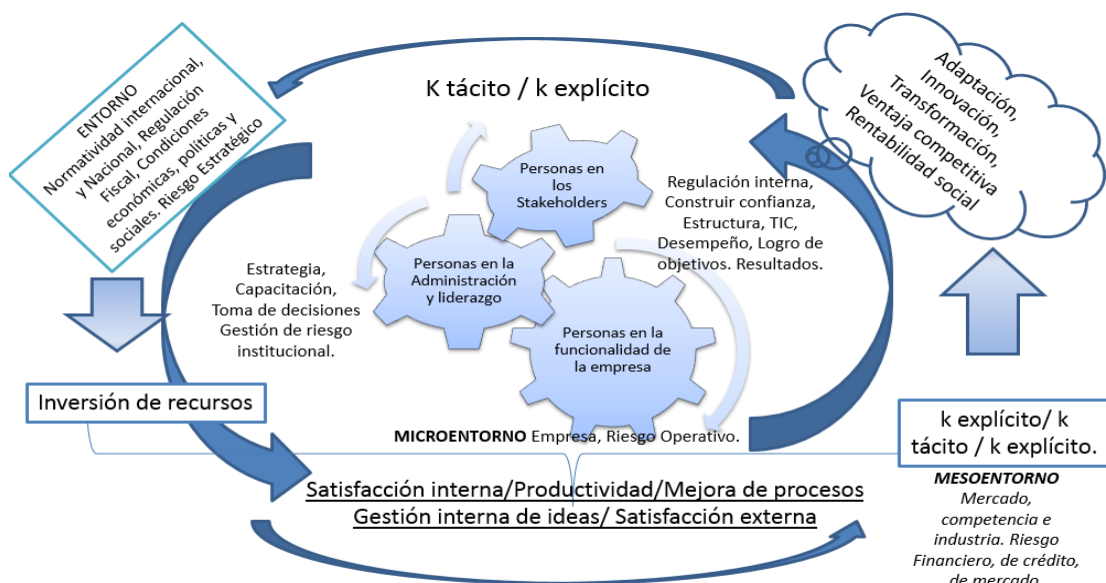 ENTORNO
Normatividad internacional,
y Nacional, Regulación
Fiscal, Condiciones
económicas, políticas y
sociales. Riesgo Estratégico
K tácito / k explícito
Adaptación,
Innovación,
Transformación,
Ventaja competitiva
Rentabilidad social
Personas en
los
Stakeholders
Regulación interna,
Construir confianza,
Estructura, TIC,
Desempeño, Logro de
objetivos. Resultados.
Personas en la
Administración
y liderazgo
Estrategia,
Capacitación,
Toma de decisiones
Gestión de riesgo
institucional.
Personas en la
funcionalidad de
la empresa
Inversión de recursos
MICROENTORNO Empresa, Riesgo Operativo.
k explícito/ k
tácito / k explícito.
Satisfacción interna/Productividad/Mejora de procesos
Gestión interna de ideas/ Satisfacción externa
MESOENTORNO
Mercado,
competencia e
industria. Riesgo
Financiero, de crédito,
de mercado